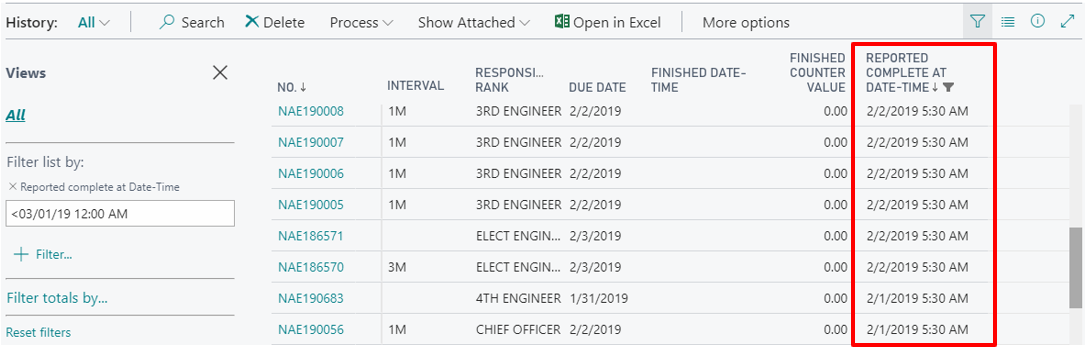 History: All Search Delete Process Show Attached Open in Excel More options
Views
All
Filter list by:
× Reported complete at Date-Time
<03/01/19 12:00 AM
+ Filter...
Filter totals by...
Reset filters
NO. ↓ INTERVAL RESPONSI... RANK DUE DATE FINISHED DATE-TIME FINISHED COUNTER VALUE REPORTED COMPLETE AT DATE-TIME ↓
NAE190008 1M 3RD ENGINEER 2/2/2019 0.00 2/2/2019 5:30 AM
NAE190007 1M 3RD ENGINEER 2/2/2019 0.00 2/2/2019 5:30 AM
NAE190006 1M 3RD ENGINEER 2/2/2019 0.00 2/2/2019 5:30 AM
NAE190005 1M 3RD ENGINEER 2/2/2019 0.00 2/2/2019 5:30 AM
NAE186571 ELECT ENGIN... 2/3/2019 0.00 2/2/2019 5:30 AM
NAE186570 3M ELECT ENGIN... 2/3/2019 0.00 2/2/2019 5:30 AM
NAE190683 4TH ENGINEER 1/31/2019 0.00 2/1/2019 5:30 AM
NAE190056 1M CHIEF OFFICER 2/2/2019 0.00 2/1/2019 5:30 AM